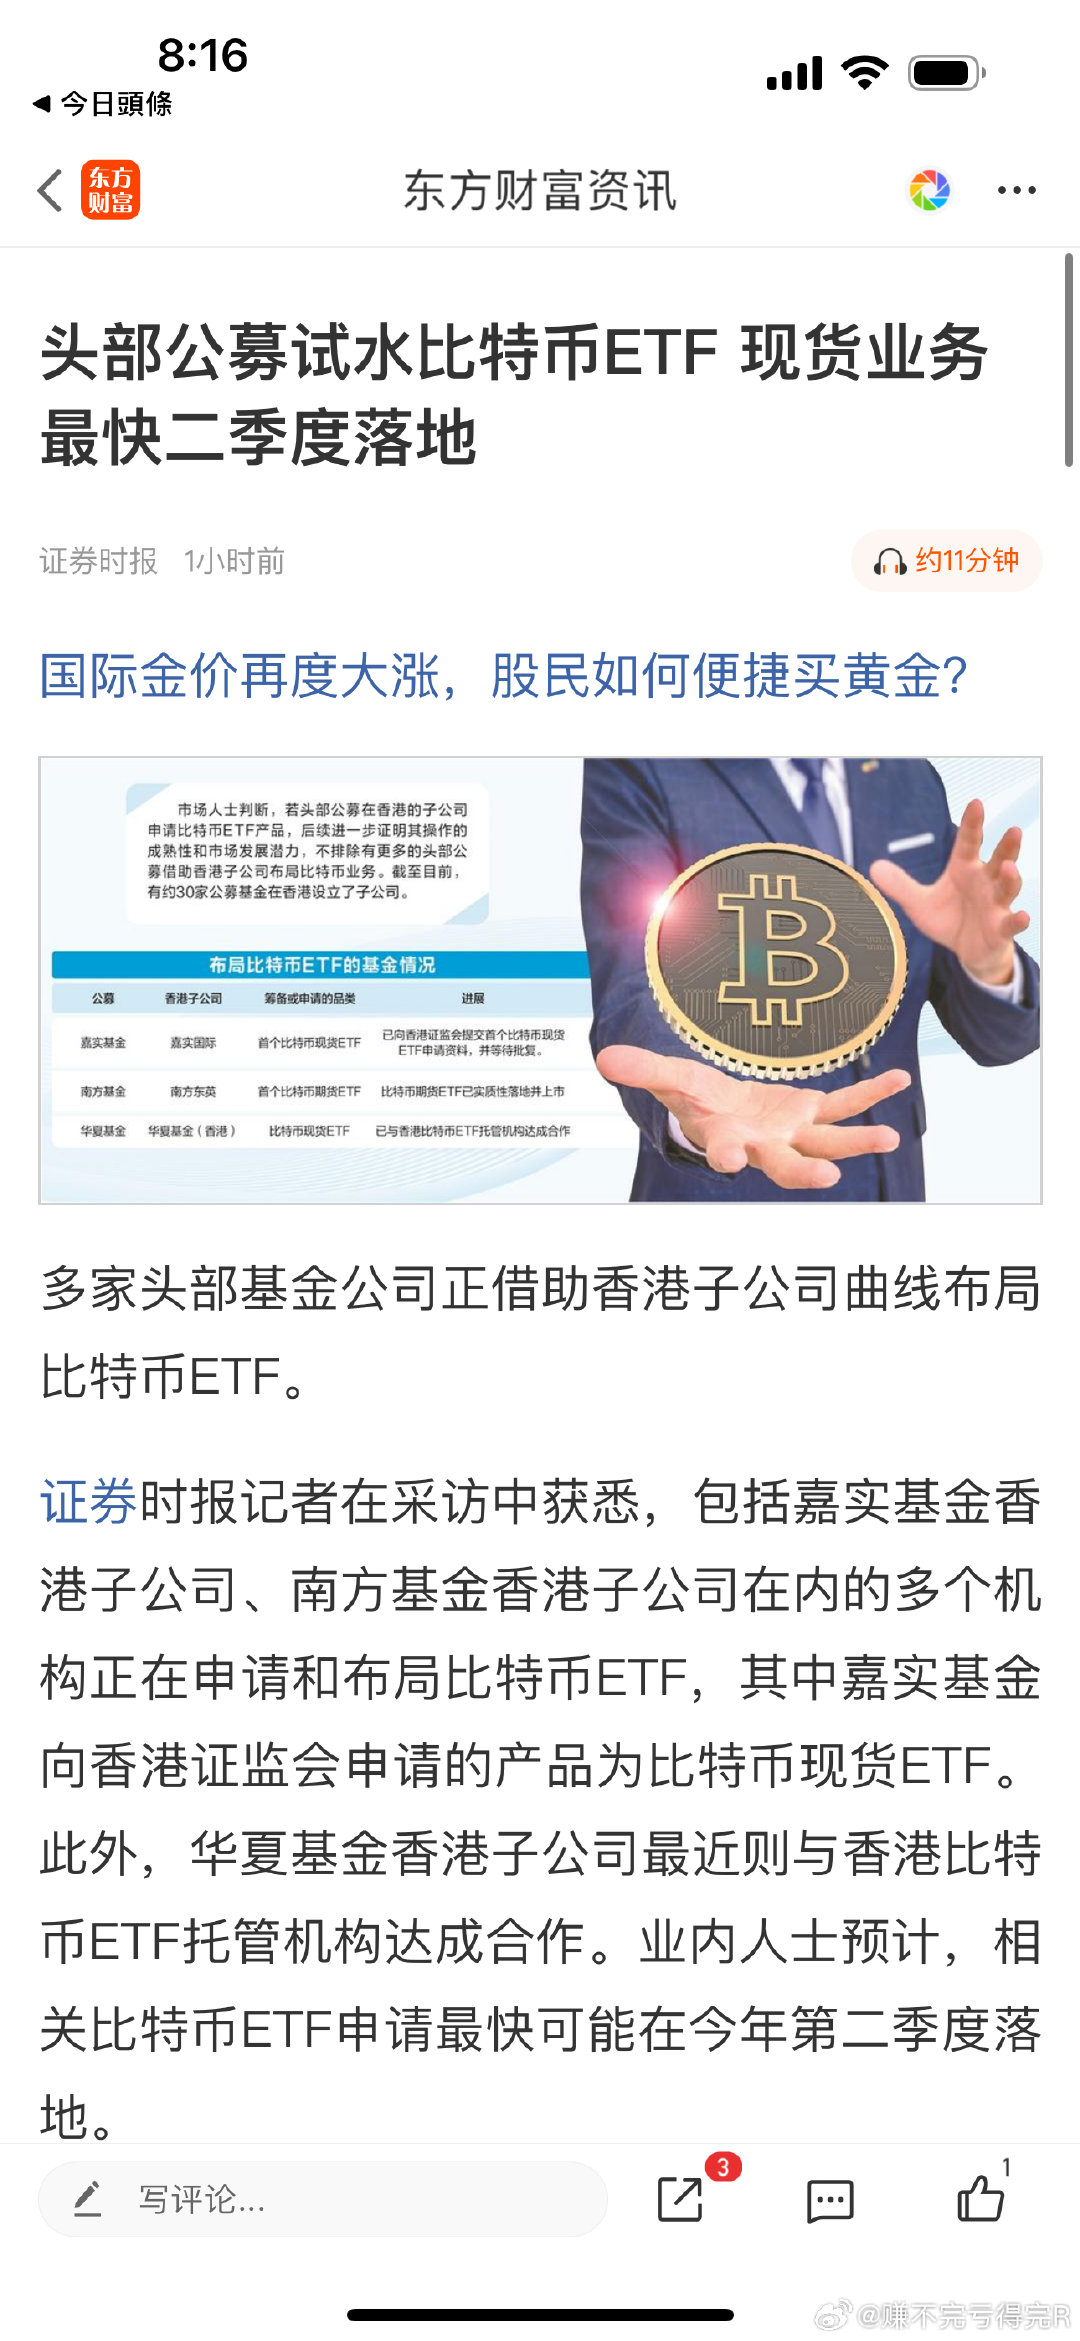 8:16
今日頭條
东方
财富
东方财富资讯
头部公募试水比特币ETF 现货业务
最快二季度落地
证券时报 1小时前
约11分钟
国际金价再度大涨，股民如何便捷买黄金？
市场人士判断，若头部公募在香港的子公司
申请比特币ETF产品，后续进一步证明其操作的
成熟性和市场发展潜力，不排除有更多的头部公
募借助香港子公司布局比特币业务。截至目前，
有约30家公募基金在香港设立了子公司。
布局比特币ETF的基金情况
公募 香港子公司 筹备或申请的品类 进展
嘉实基金 嘉实国际 首个比特币现货ETF 已向香港证监会提交首个比特币现货
ETF申请资料，并等待批复。
南方基金 南方东英 首个比特币期货ETF 比特币期货ETF已实质性落地并上市
华夏基金 华夏基金（香港） 比特币现货ETF 已与香港比特币ETF托管机构达成合作
多家头部基金公司正借助香港子公司曲线布局
比特币ETF。
证券时报记者在采访中获悉，包括嘉实基金香
港子公司、南方基金香港子公司在内的多个机
构正在申请和布局比特币ETF，其中嘉实基金
向香港证监会申请的产品为比特币现货ETF。
此外，华夏基金香港子公司最近则与香港比特
币ETF托管机构达成合作。业内人士预计，相
关比特币ETF申请最快可能在今年第二季度落
地。
写评论...
3
1
@赚不完亏得完R